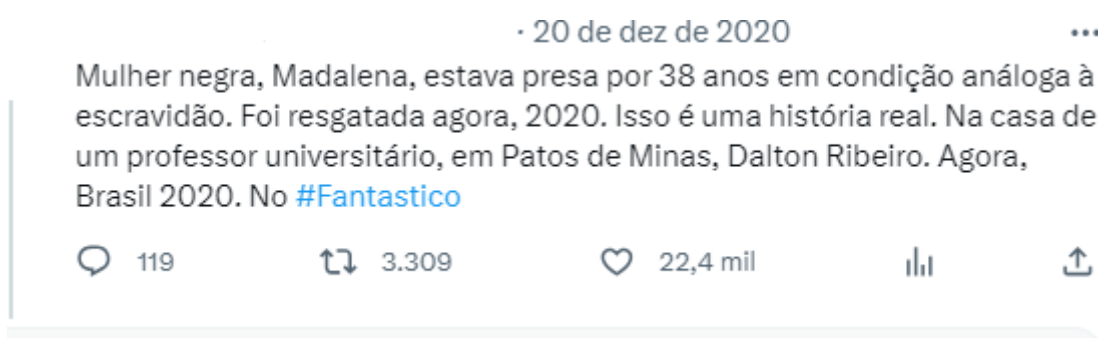 · 20 de dez de 2020
Mulher negra, Madalena, estava presa por 38 anos em condição análoga à
escravidão. Foi resgatada agora, 2020. Isso é uma história real. Na casa de
um professor universitário, em Patos de Minas, Dalton Ribeiro. Agora,
Brasil 2020. No #Fantastico
119 3.309 22,4 mil